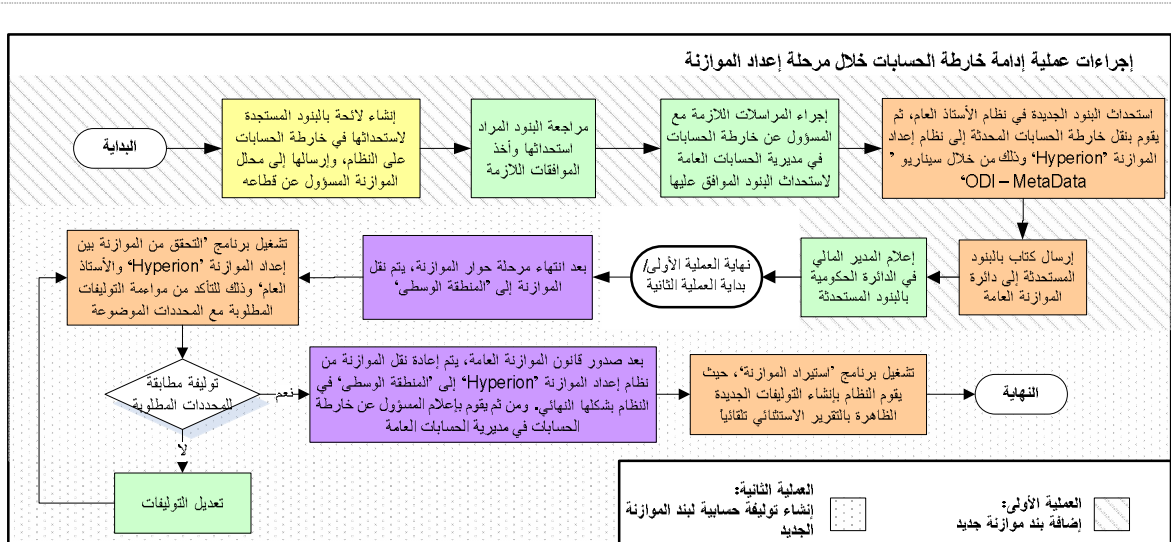 إجراءات عملية إدامة خارطة الحسابات خلال مرحلة إعداد الموازنة
البداية
إنشاء لائحة بالبنود المستجدة
لاستحداثها في خارطة الحسابات
على النظام، وإرسالها إلى محلل
الموازنة المسؤول عن قطاعه
مراجعة البنود المراد
استحداثها وأخذ
الموافقات اللازمة
إجراء المراسلات اللازمة مع
المسؤول عن خارطة الحسابات
في مديرية الحسابات العامة
لاستحداث البنود الموافق عليها
استحداث البنود الجديدة في نظام الأستاذ العام، ثم
يقوم بنقل خارطة الحسابات المحدثة إلى نظام إعداد
الموازنة ’Hyperion‘ وذلك من خلال سيناريو ’
ODI – MetaData‘
إرسال كتاب بالبنود
المستحدثة إلى دائرة
الموازنة العامة
إعلام المدير المالي
في الدائرة الحكومية
بالبنود المستحدثة
نهاية العملية الأولى/
بداية العملية الثانية
بعد انتهاء مرحلة حوار الموازنة، يتم نقل
الموازنة إلى ’المنطقة الوسطى‘
تشغيل برنامج ’التحقق من الموازنة بين
إعداد الموازنة ’Hyperion‘ والأستاذ
العام‘ وذلك للتأكد من مواءمة التوليفات
المطلوبة مع المحددات الموضوعة
توليفة مطابقة
للمحددات المطلوبة
نعم
لا
تعديل التوليفات
بعد صدور قانون الموازنة العامة، يتم إعادة نقل الموازنة من
نظام إعداد الموازنة ’Hyperion‘ إلى ’المنطقة الوسطى‘ في
النظام بشكلها النهائي. ومن ثم يقوم بإعلام المسؤول عن خارطة
الحسابات في مديرية الحسابات العامة
تشغيل برنامج ’استيراد الموازنة‘، حيث
يقوم النظام بإنشاء التوليفات الجديدة
الظاهرة بالتقرير الاستثنائي تلقائياً
النهاية
العملية الأولى:
إضافة بند موازنة جديد
العملية الثانية:
إنشاء توليفة حسابية لبند الموازنة
الجديد